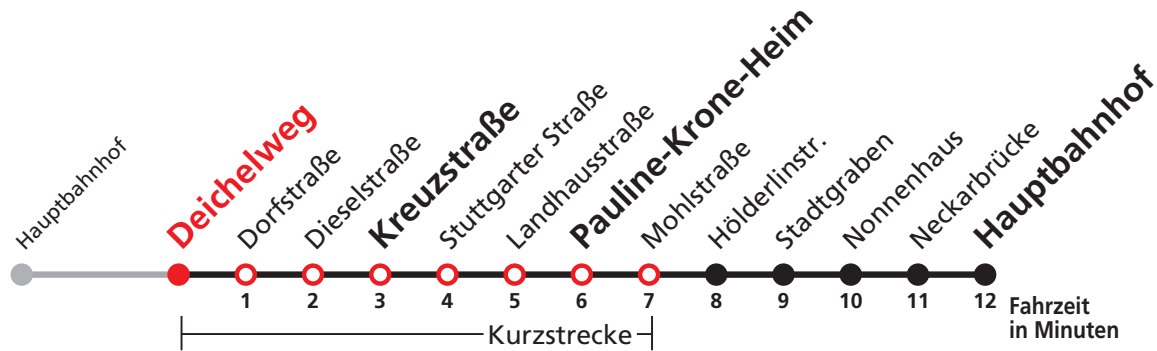 Hauptbahnhof
Deichelweg
Dorfstraße
Dieselstraße
Kreuzstraße
Stuttgarter Straße
Landhausstraße
Pauline-Krone-Heim
Mohlstraße
Hölderlinstr.
Stadtgraben
Nonnenhaus
Neckarbrücke
Hauptbahnhof
1 2 3 4 5 6 7 8 9 10 11 12
Fahrzeit
in Minuten
Kurzstrecke